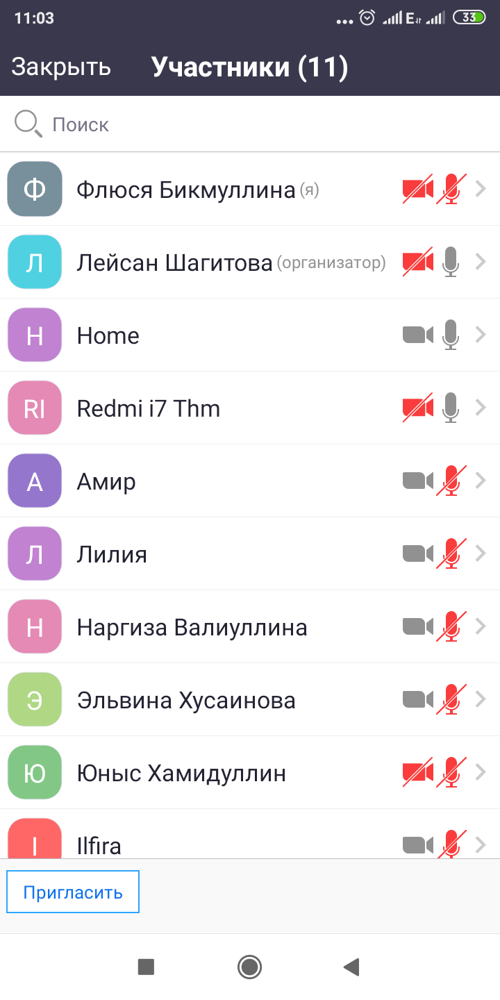 11:03 ... E 33
Закрыть Участники (11)
Поиск
Ф Флюся Бикмуллина (я)
Л Лейсан Шагитова (организатор)
H Home
RI Redmi i7 Thm
А Амир
Л Лилия
Н Наргиза Валиуллина
Э Эльвина Хусаинова
Ю Юныс Хамидуллин
I Ilfira
Пригласить